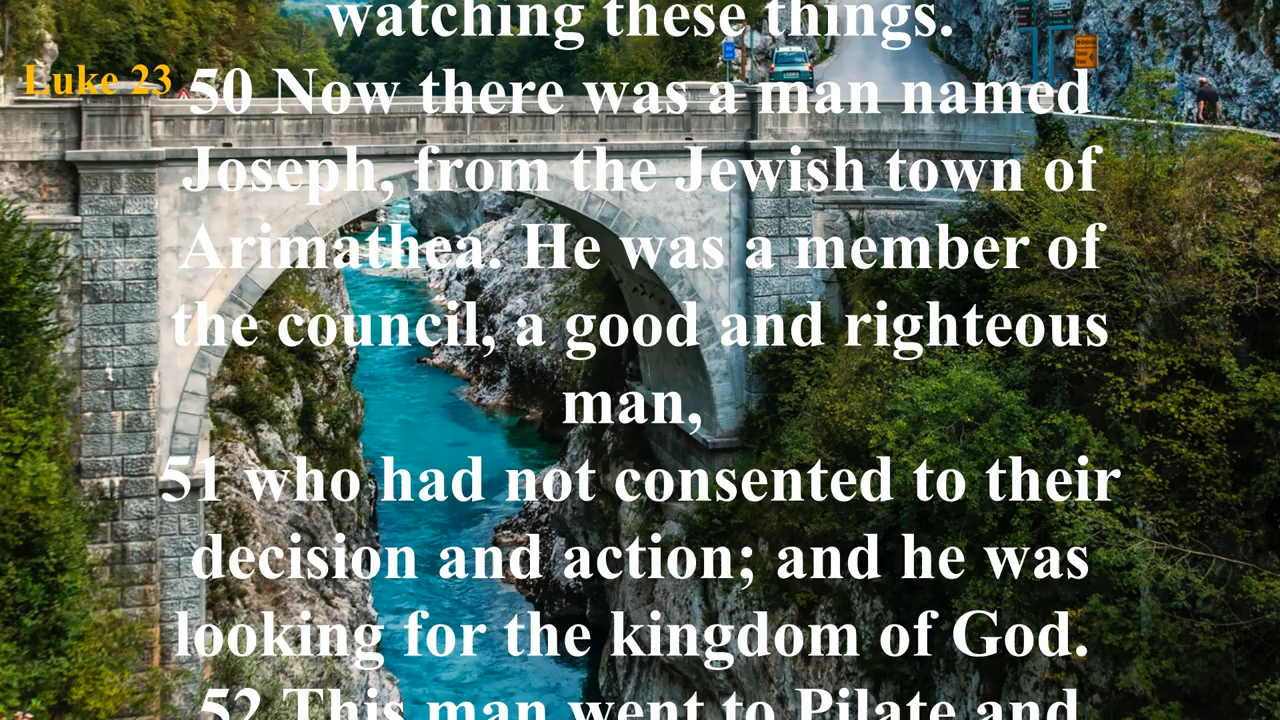 watching these things.
Luke 23
50 Now there was a man named
Joseph, from the Jewish town of
Arimathea. He was a member of
the council, a good and righteous
man,
51 who had not consented to their
decision and action; and he was
looking for the kingdom of God.
52 This man went to Pilate and